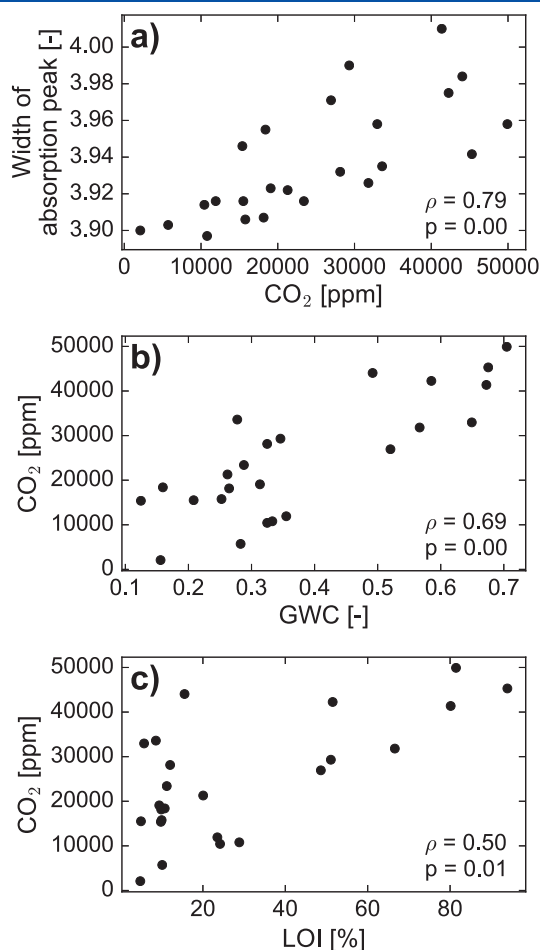 a)
Width of
absorption peak [-]
4.00
3.98
3.96
3.94
3.92
3.90
ρ = 0.79
p = 0.00
0 10000 20000 30000 40000 50000
CO₂ [ppm]
b)
CO₂ [ppm]
50000
40000
30000
20000
10000
0
ρ = 0.69
p = 0.00
0.1 0.2 0.3 0.4 0.5 0.6 0.7
GWC [-]
c)
CO₂ [ppm]
50000
40000
30000
20000
10000
0
ρ = 0.50
p = 0.01
20 40 60 80
LOI [%]